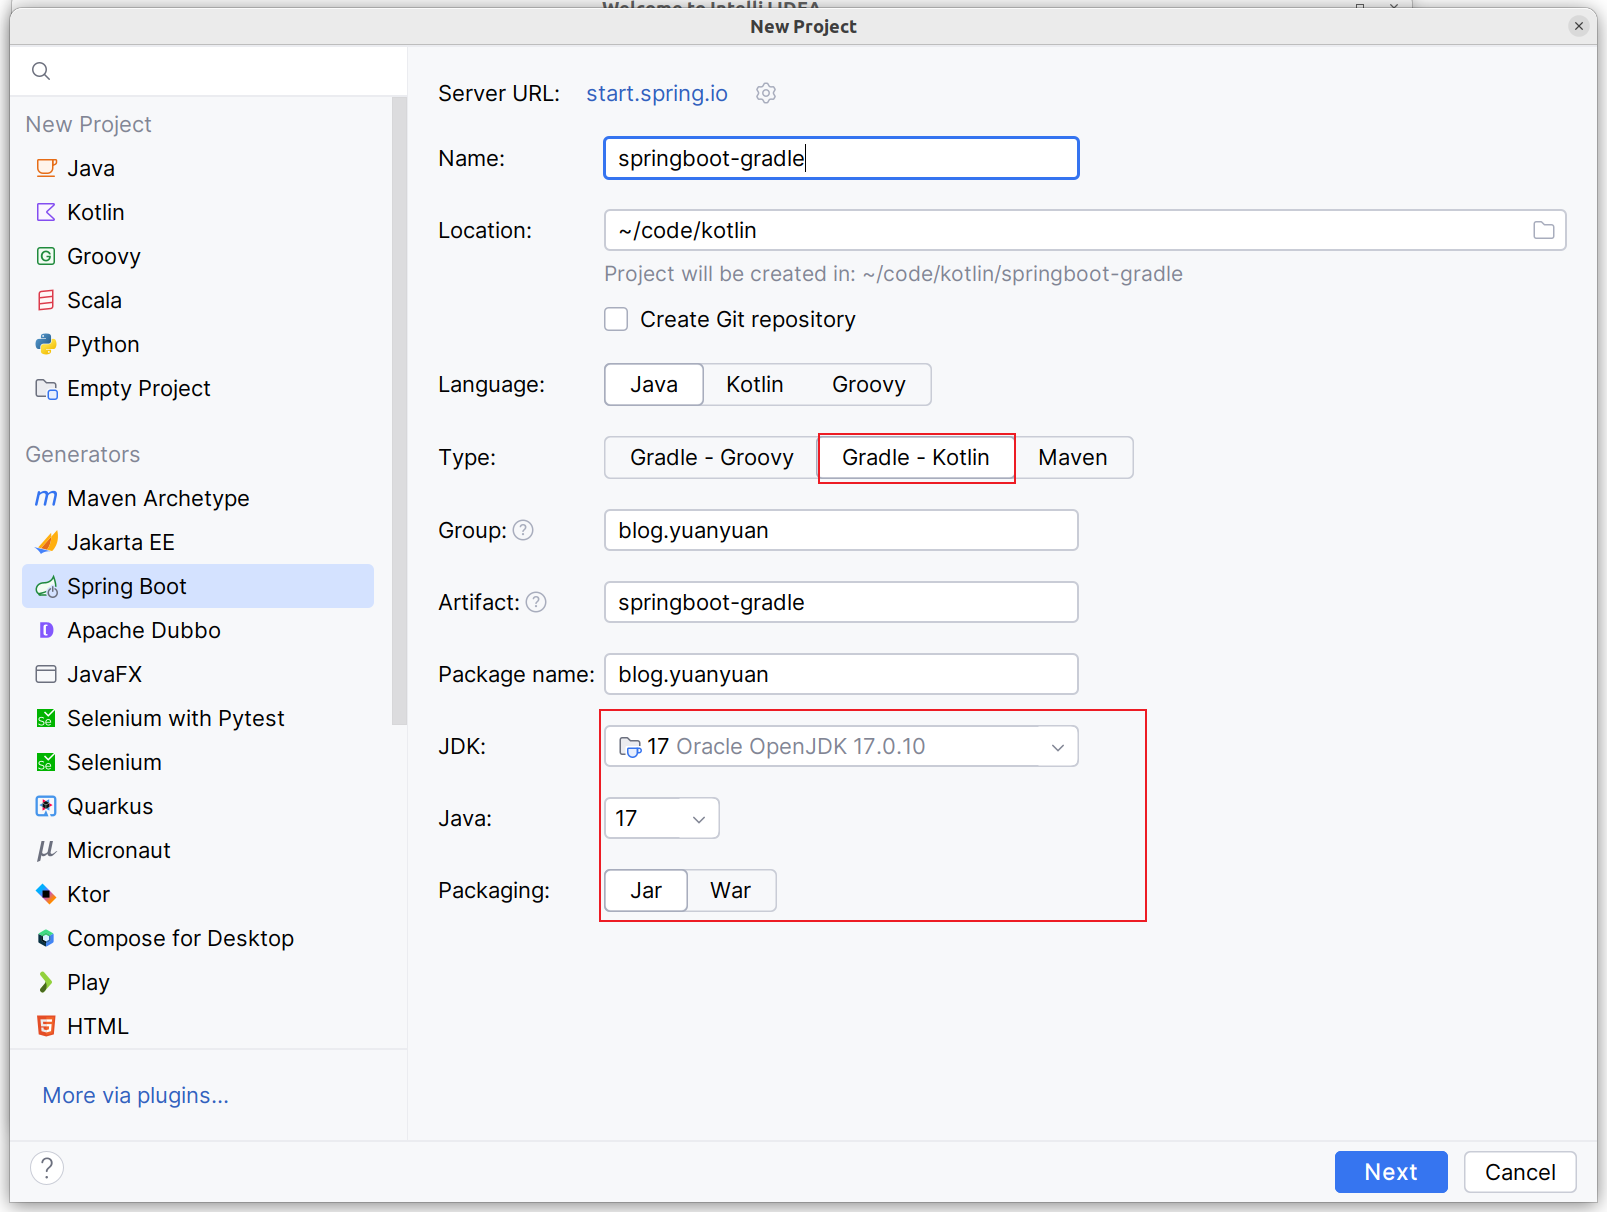 Welcome to IntelliJ IDEA
New Project
New Project
Java
Kotlin
Groovy
Scala
Python
Empty Project
Generators
Maven Archetype
Jakarta EE
Spring Boot
Apache Dubbo
JavaFX
Selenium with Pytest
Selenium
Quarkus
Micronaut
Ktor
Compose for Desktop
Play
HTML
More via plugins...
Server URL: start.spring.io
Name: springboot-gradle
Location: ~/code/kotlin
Project will be created in: ~/code/kotlin/springboot-gradle
Create Git repository
Language: Java Kotlin Groovy
Type: Gradle - Groovy Gradle - Kotlin Maven
Group: ? blog.yuanyuan
Artifact: ? springboot-gradle
Package name: blog.yuanyuan
JDK: 17 Oracle OpenJDK 17.0.10
Java: 17
Packaging: Jar War
? Next Cancel